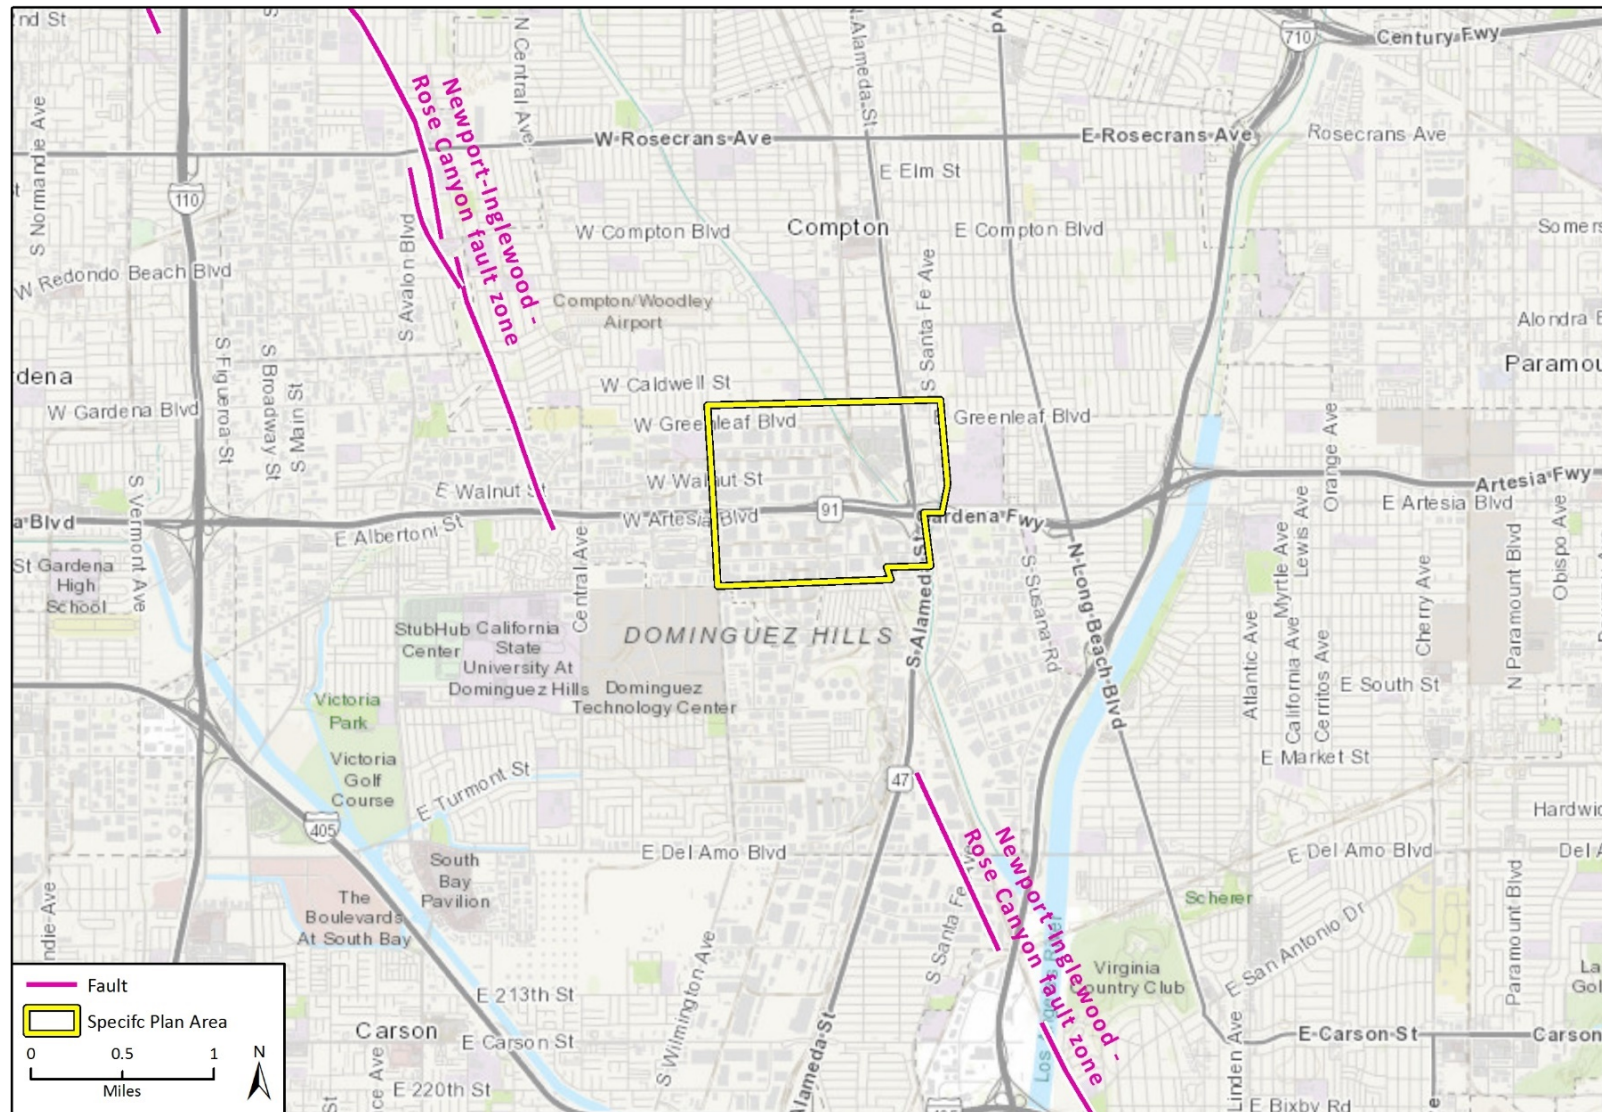 2nd St
S Normandie Ave
110
W Redondo Beach Blvd
S Figueroa St
S Broadway St
S Main St
S Avalon Blvd
N Central Ave
Newport-Inglewood -
Rose Canyon fault zone
W Rosecrans Ave
E Rosecrans Ave
Rosecrans Ave
N Alameda St
710
Century Fwy
E Elm St
W Compton Blvd
Compton
E Compton Blvd
Somers
Compton/Woodley
Airport
S Santa Fe Ave
Alondra B
Paramou
dena
W Gardena Blvd
W Caldwell St
W Greenleaf Blvd
E Greenleaf Blvd
Orange Ave
S Vermont Ave
E Walnut St
W Walnut St
Artesia Fwy
E Artesia Blvd
a Blvd
E Albertoni St
W Artesia Blvd
91
Gardena Fwy
Central Ave
St Gardena
High
School
StubHub
Center
California
State
University At
Dominguez Hills
DOMINGUEZ HILLS
Dominguez
Technology Center
S Alameda St
S Susana Rd
N Long Beach Blvd
Atlantic Ave
Myrtle Ave
Lewis Ave
California Ave
Cerritos Ave
Cherry Ave
N Paramount Blvd
Obispo Ave
E South St
E Market St
Victoria
Park
Victoria
Golf
Course
E Turmont St
405
47
Hardwic
E Del Amo Blvd
E Del Amo Blvd
Del A
South
Bay
Pavilion
The
Boulevards
At South Bay
ndie Ave
S Santa Fe Ave
Newport-Inglewood -
Rose Canyon fault zone
Scherer
E San Antonio Dr
Paramount Blvd
Virginia
Country Club
La
Gol
Los Angeles River
S Wilmington Ave
E 213th St
Carson
E Carson St
E Carson St
Carson
E 220th St
ce Ave
St
Alameda St
Linden Ave
E Bixby Rd
Fault
Specifc Plan Area
0 0.5 1
Miles
N